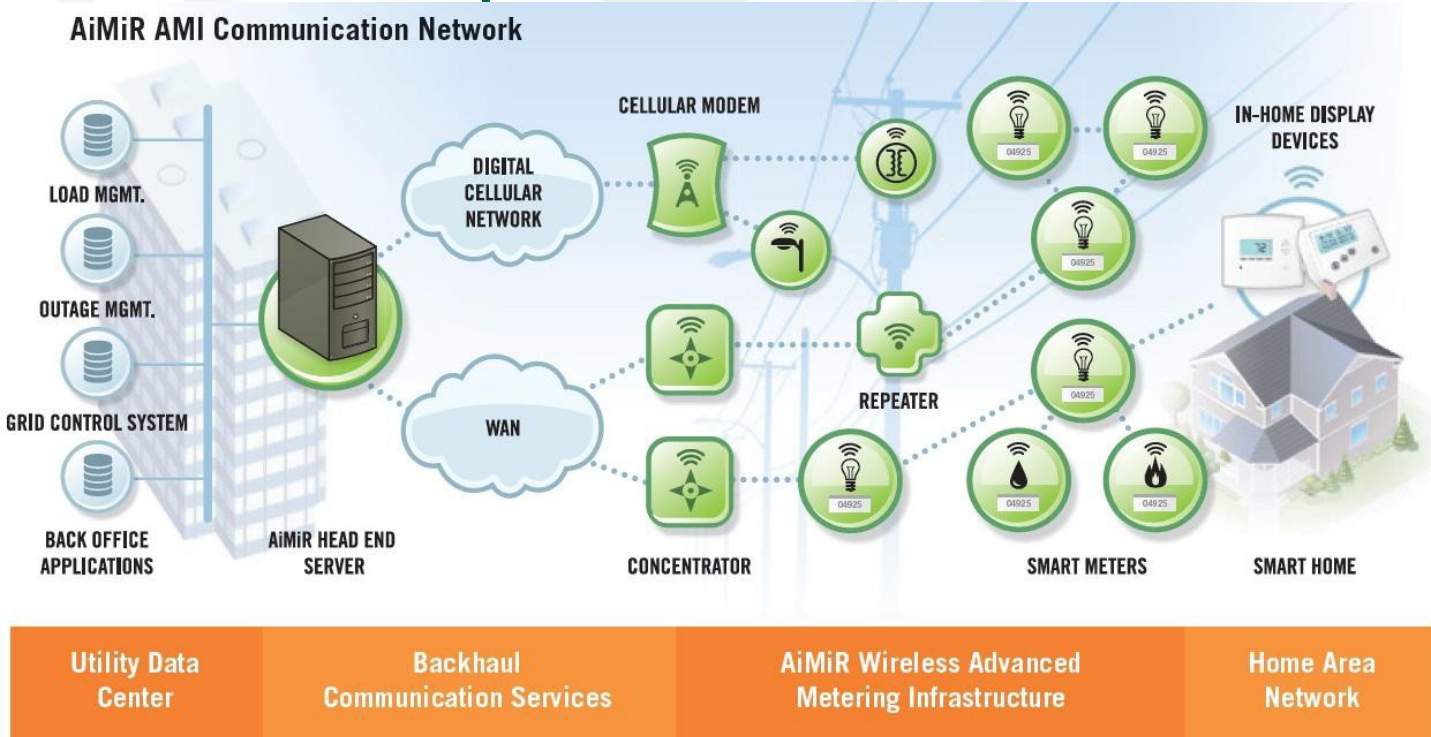 AiMiR AMI Communication Network
LOAD MGMT.
OUTAGE MGMT.
GRID CONTROL SYSTEM
BACK OFFICE
APPLICATIONS
AiMiR HEAD END
SERVER
DIGITAL
CELLULAR
NETWORK
WAN
CELLULAR MODEM
CONCENTRATOR
REPEATER
04925
04925
04925
04925
04925
04925
04925
SMART METERS
IN-HOME DISPLAY
DEVICES
72
SMART HOME
Utility Data
Center
Backhaul
Communication Services
AiMiR Wireless Advanced
Metering Infrastructure
Home Area
Network